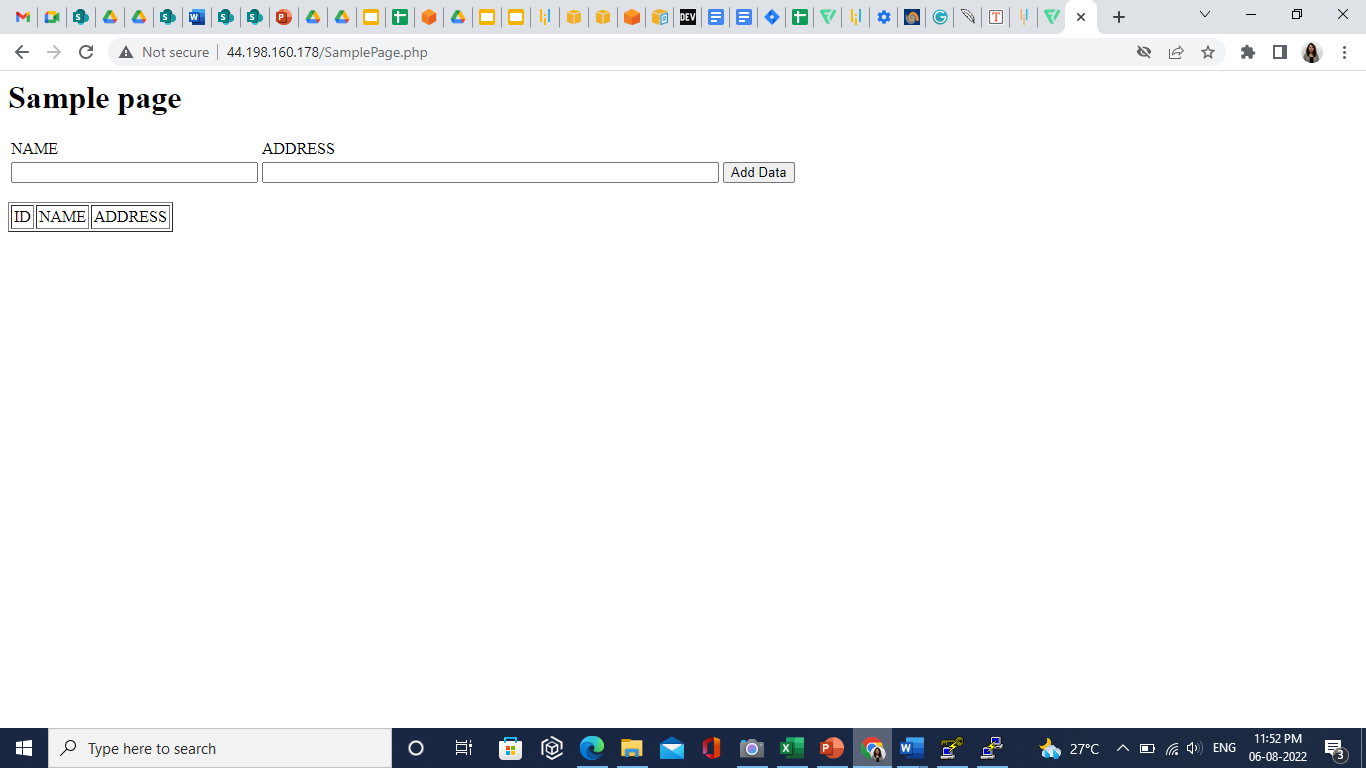 DEV
Not secure
44.198.160.178/SamplePage.php
Sample page
NAME ADDRESS
Add Data
ID NAME ADDRESS
Type here to search
27°C
ENG
11:52 PM
06-08-2022
3